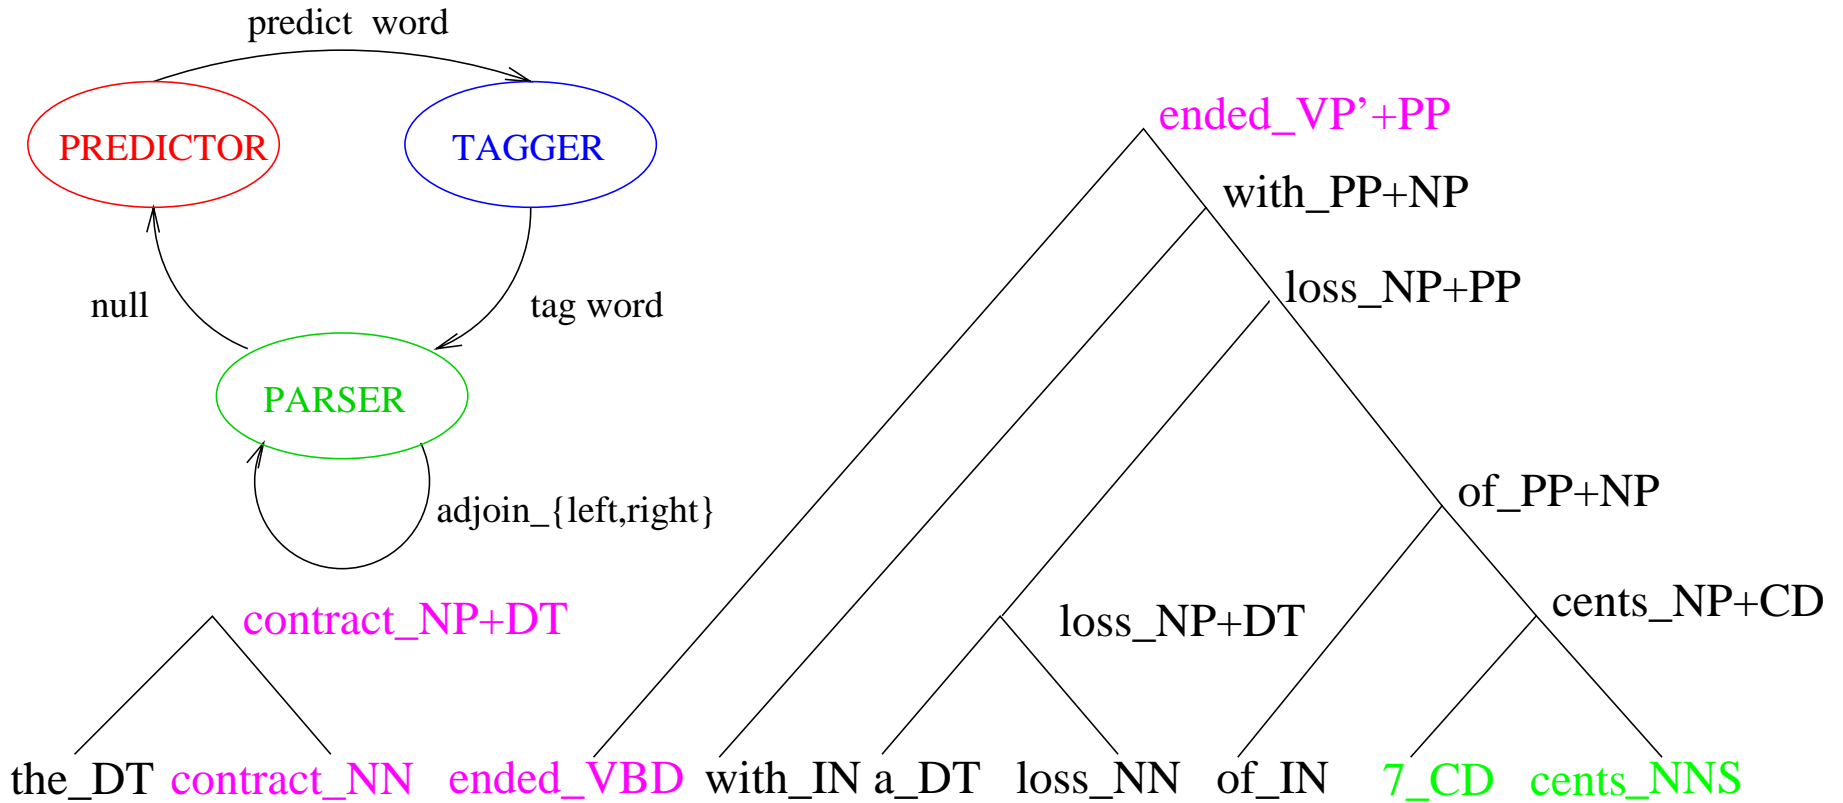 predict word
PREDICTOR
TAGGER
null
tag word
PARSER
adjoin_{left,right}
ended_VP'+PP
with_PP+NP
loss_NP+PP
of_PP+NP
cents_NP+CD
contract_NP+DT
loss_NP+DT
the_DT contract_NN ended_VBD with_IN a_DT loss_NN of_IN 7_CD cents_NNS